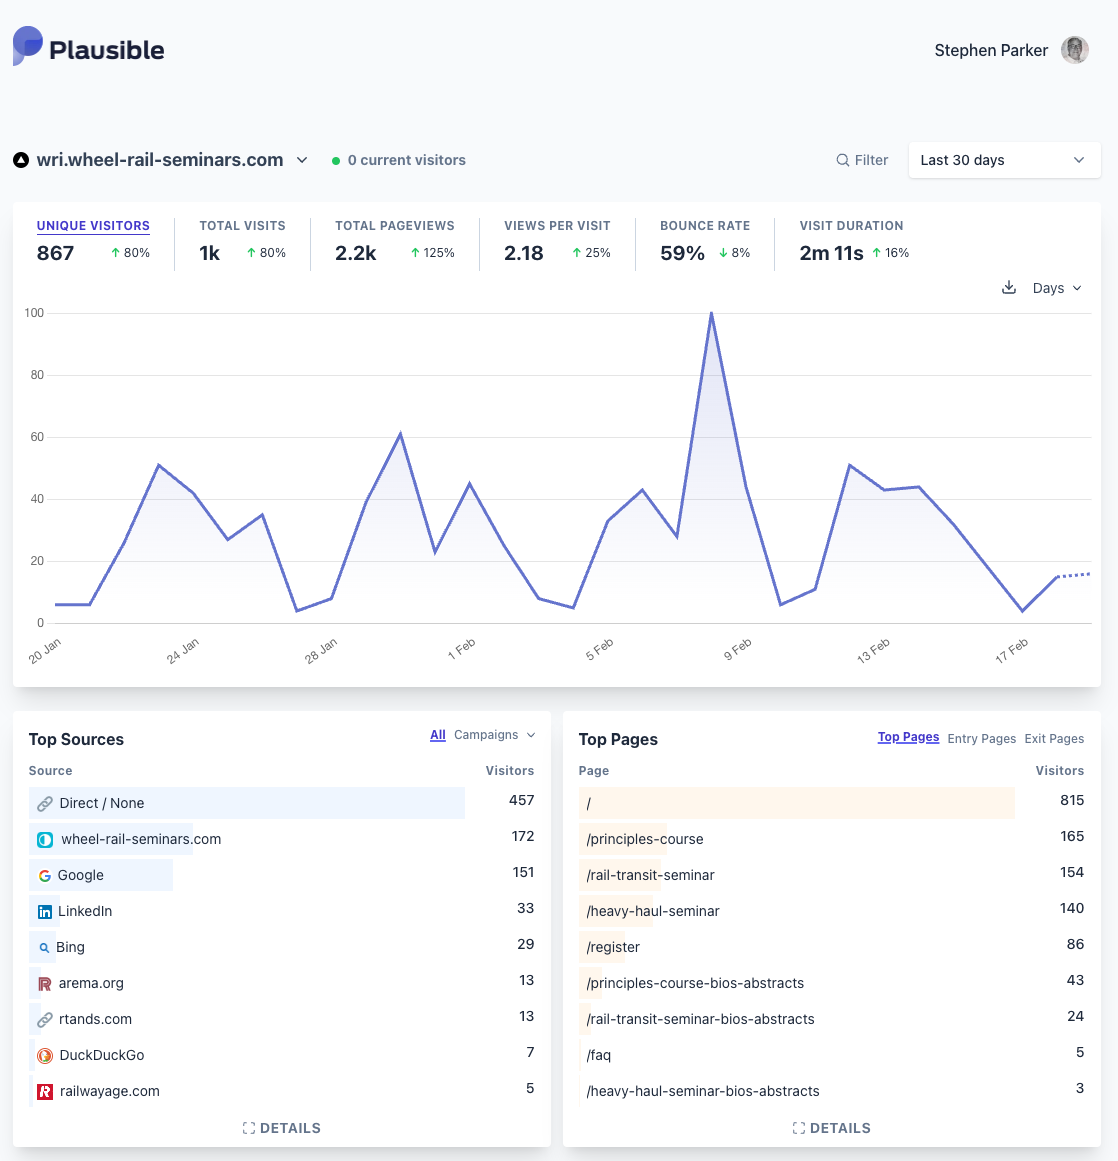 Plausible
Stephen Parker
wri.wheel-rail-seminars.com
0 current visitors
Filter
Last 30 days
UNIQUE VISITORS
867 ↑ 80%
TOTAL VISITS
1k ↑ 80%
TOTAL PAGEVIEWS
2.2k ↑ 125%
VIEWS PER VISIT
2.18 ↑ 25%
BOUNCE RATE
59% ↓ 8%
VISIT DURATION
2m 11s ↑ 16%
Days
100
80
60
40
20
0
20 Jan
24 Jan
28 Jan
1 Feb
5 Feb
9 Feb
13 Feb
17 Feb
Top Sources
All Campaigns
Source Visitors
Direct / None 457
wheel-rail-seminars.com 172
Google 151
LinkedIn 33
Bing 29
arema.org 13
rtands.com 13
DuckDuckGo 7
railwayage.com 5
DETAILS
Top Pages
Top Pages Entry Pages Exit Pages
Page Visitors
/ 815
/principles-course 165
/rail-transit-seminar 154
/heavy-haul-seminar 140
/register 86
/principles-course-bios-abstracts 43
/rail-transit-seminar-bios-abstracts 24
/faq 5
/heavy-haul-seminar-bios-abstracts 3
DETAILS